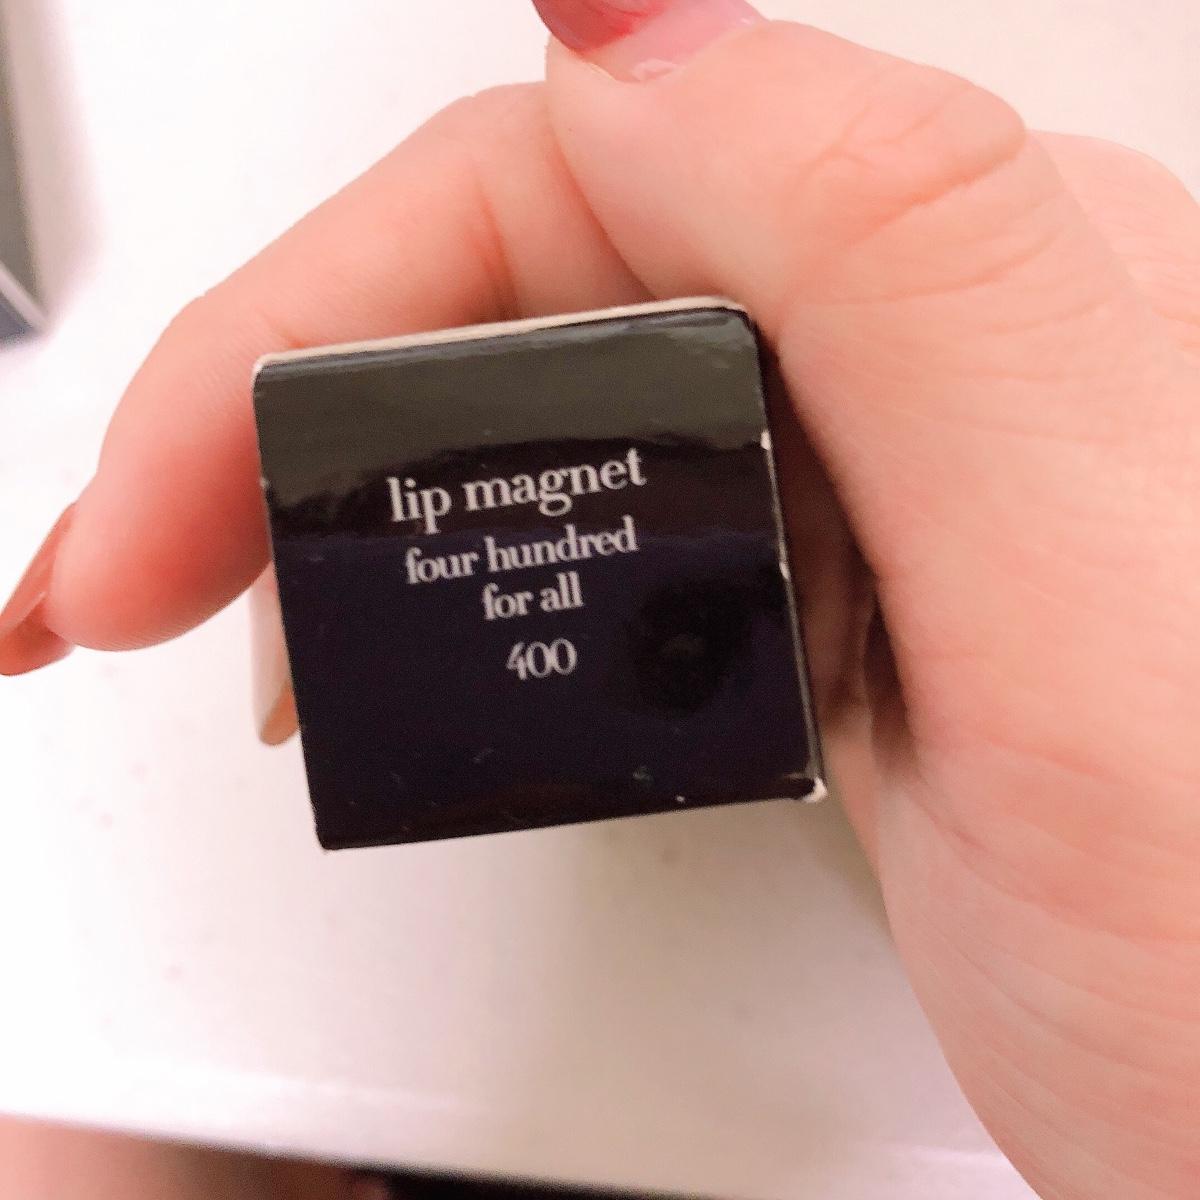 lip magnet
four hundred
for all
400